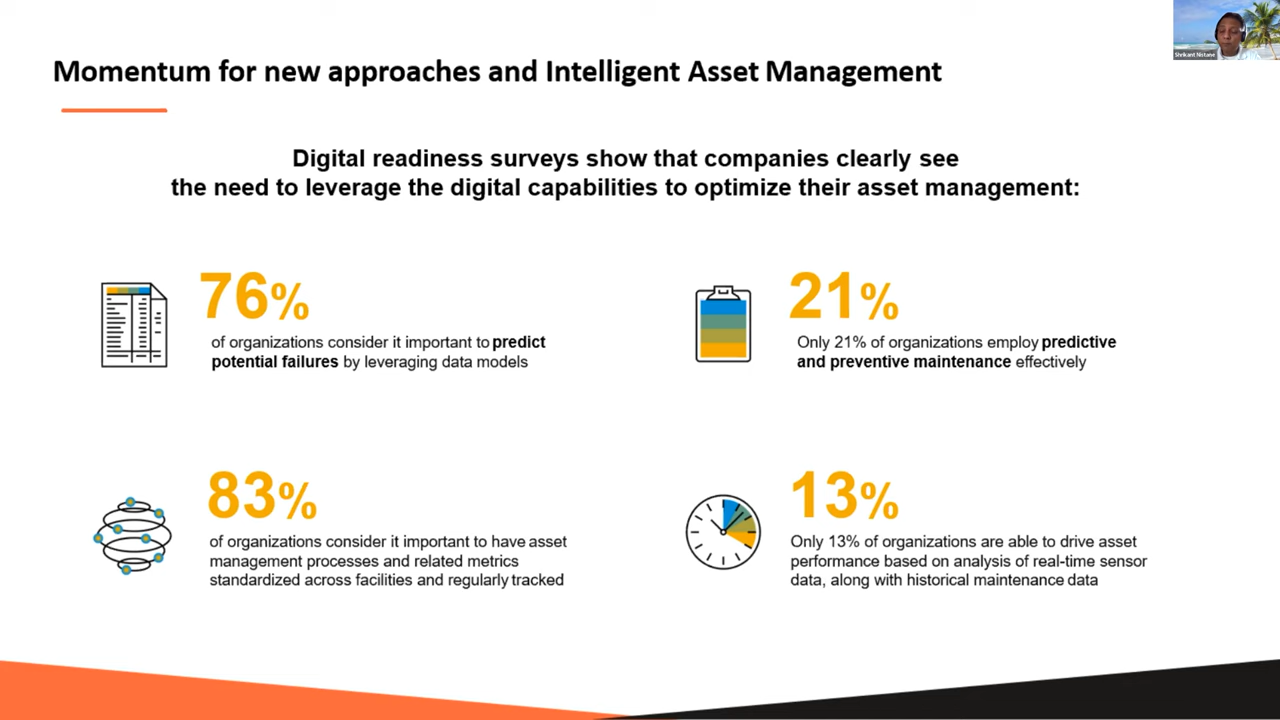 Momentum for new approaches and Intelligent Asset Management
Shrikant Nistane
Digital readiness surveys show that companies clearly see
the need to leverage the digital capabilities to optimize their asset management:
76%
of organizations consider it important to predict
potential failures by leveraging data models
21%
Only 21% of organizations employ predictive
and preventive maintenance effectively
83%
of organizations consider it important to have asset
management processes and related metrics
standardized across facilities and regularly tracked
13%
Only 13% of organizations are able to drive asset
performance based on analysis of real-time sensor
data, along with historical maintenance data